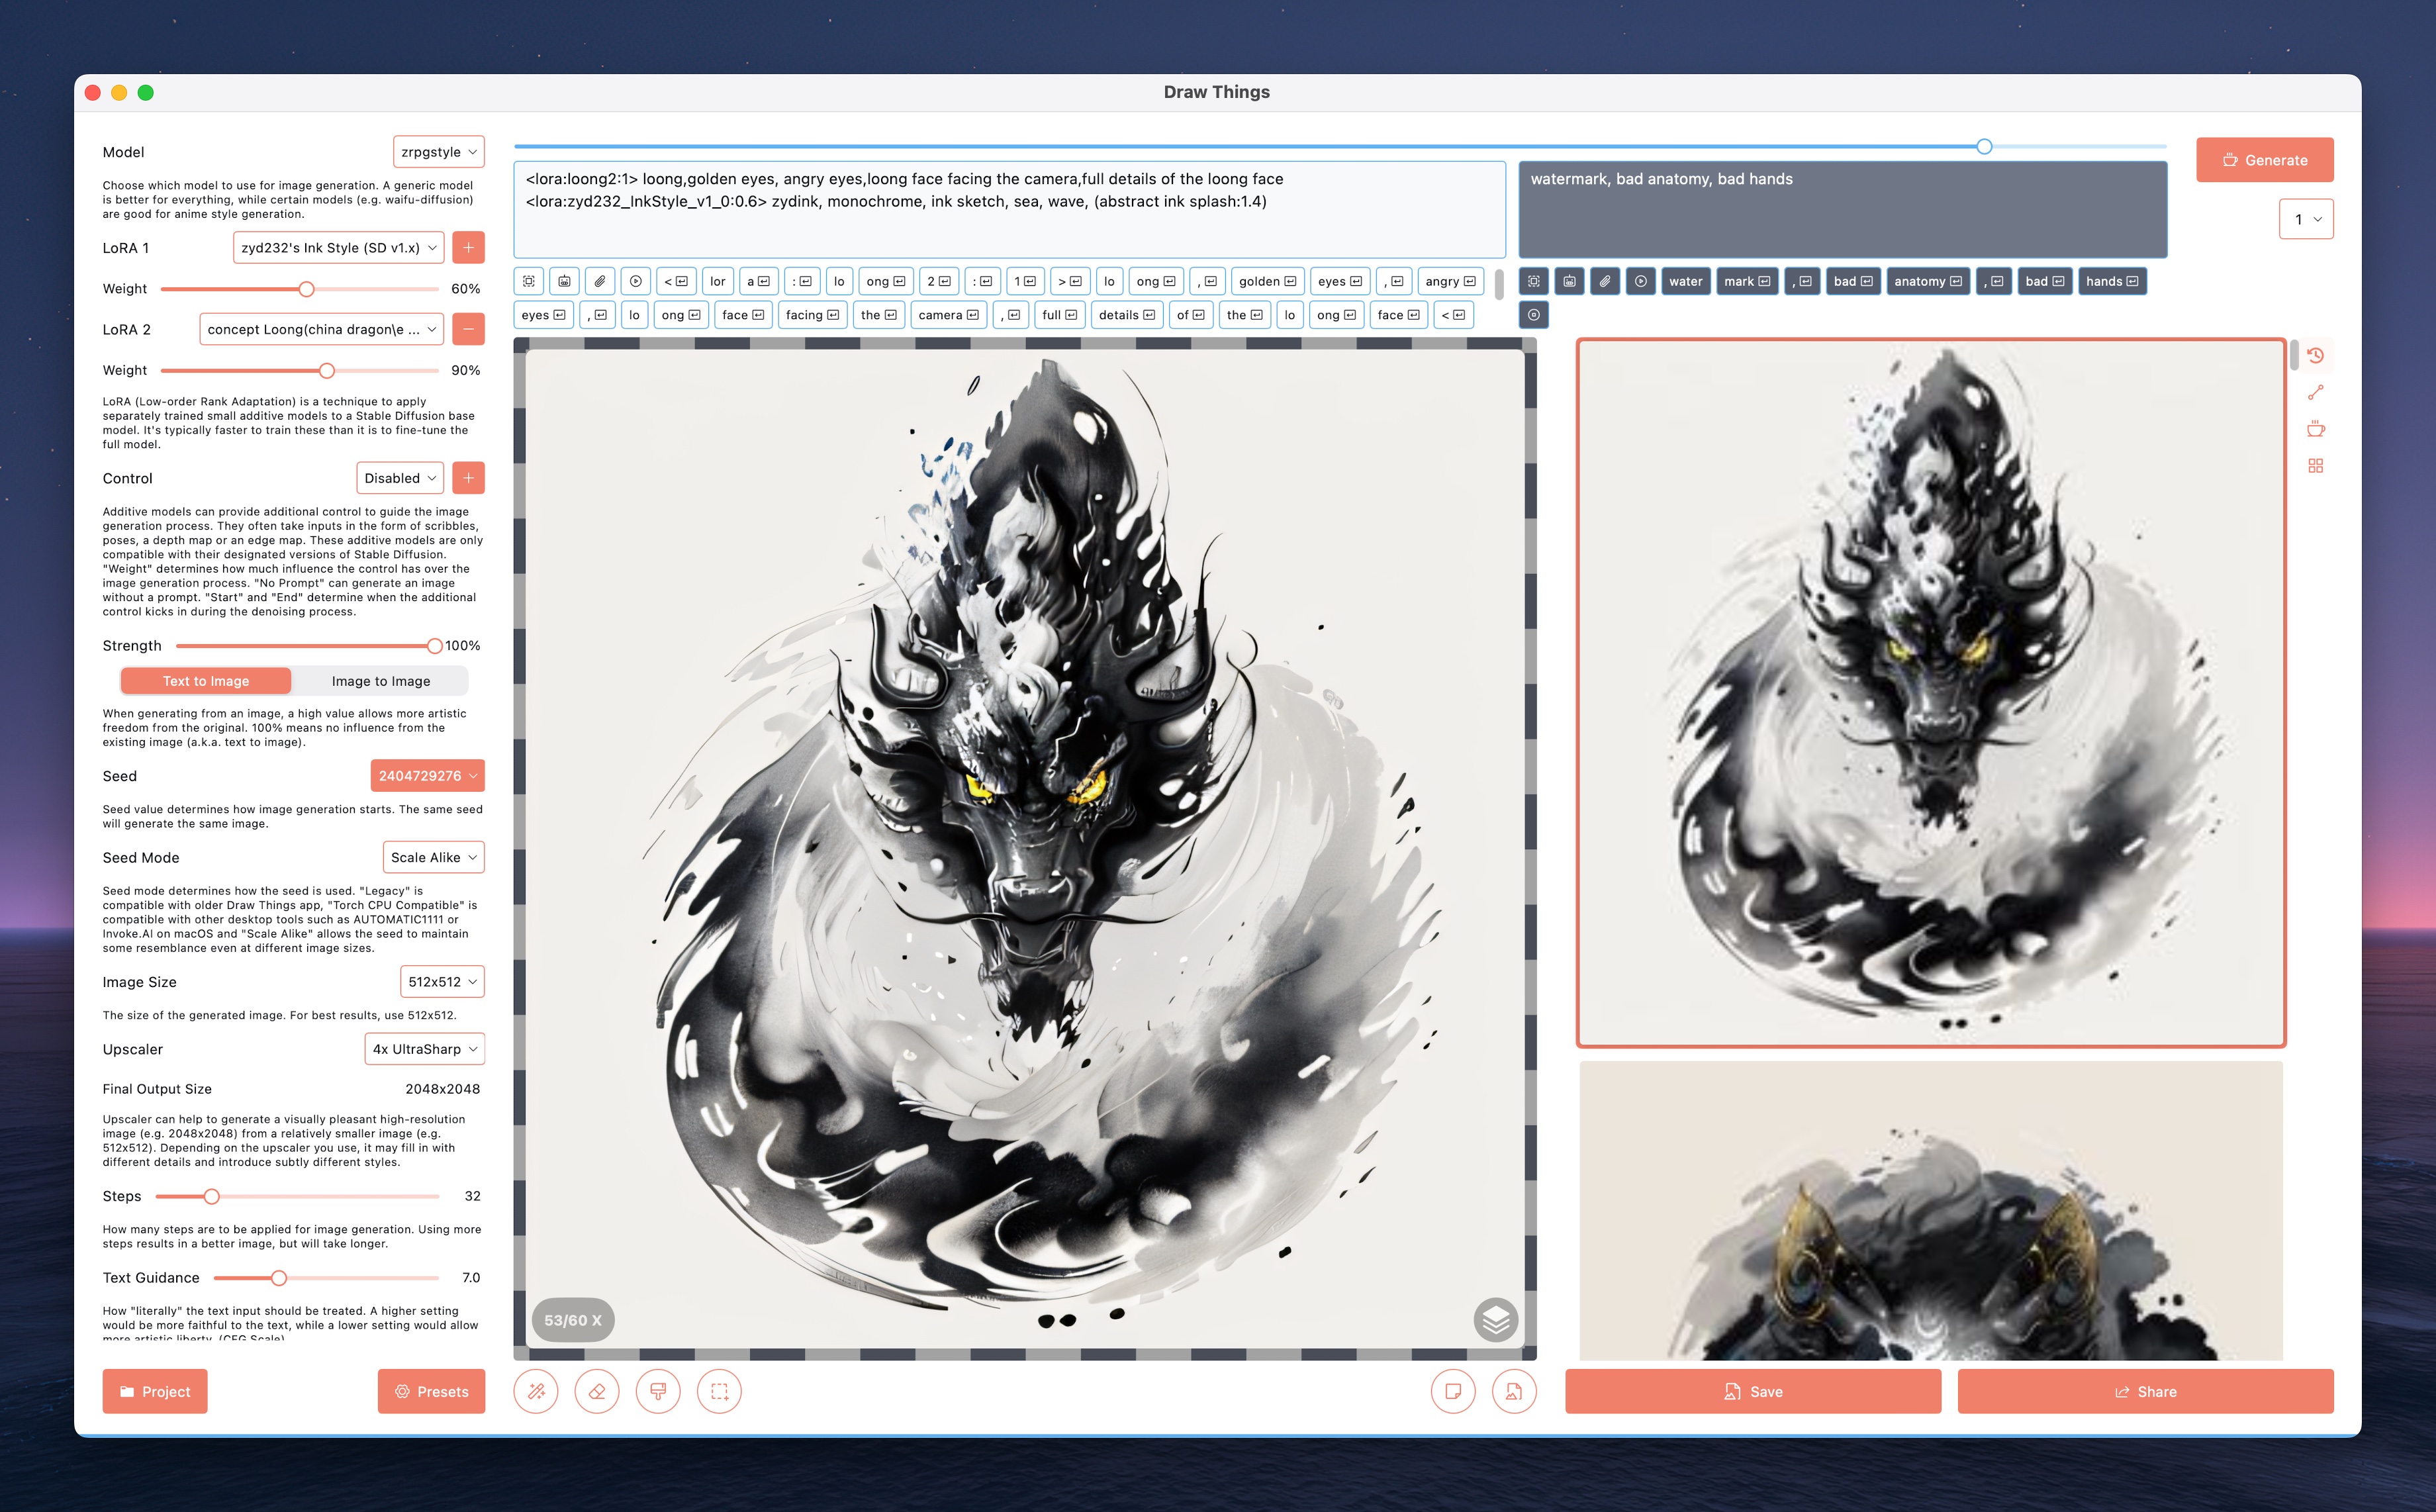 Draw Things
Model
zrpgstyle
Choose which model to use for image generation. A generic model
is better for everything, while certain models (e.g. waifu-diffusion)
are good for anime style generation.
LoRA 1
zyd232's Ink Style (SD v1.x)
Weight
60%
LoRA 2
concept Loong(china dragon\e ...
Weight
90%
LoRA (Low-order Rank Adaptation) is a technique to apply
separately trained small additive models to a Stable Diffusion base
model. It's typically faster to train these than it is to fine-tune the
full model.
Control
Disabled
Additive models can provide additional control to guide the image
generation process. They often take inputs in the form of scribbles,
poses, a depth map or an edge map. These additive models are only
compatible with their designated versions of Stable Diffusion.
"Weight" determines how much influence the control has over the
image generation process. "No Prompt" can generate an image
without a prompt. "Start" and "End" determine when the additional
control kicks in during the denoising process.
Strength
100%
Text to Image
Image to Image
When generating from an image, a high value allows more artistic
freedom from the original. 100% means no influence from the
existing image (a.k.a. text to image).
Seed
2404729276
Seed value determines how image generation starts. The same seed
will generate the same image.
Seed Mode
Scale Alike
Seed mode determines how the seed is used. "Legacy" is
compatible with older Draw Things app, "Torch CPU Compatible" is
compatible with other desktop tools such as AUTOMATIC1111 or
Invoke.AI on macOS and "Scale Alike" allows the seed to maintain
some resemblance even at different image sizes.
Image Size
512x512
The size of the generated image. For best results, use 512x512.
Upscaler
4x UltraSharp
Final Output Size
2048x2048
Upscaler can help to generate a visually pleasant high-resolution
image (e.g. 2048x2048) from a relatively smaller image (e.g.
512x512). Depending on the upscaler you use, it may fill in with
different details and introduce subtly different styles.
Steps
32
How many steps are to be applied for image generation. Using more
steps results in a better image, but will take longer.
Text Guidance
7.0
How "literally" the text input should be treated. A higher setting
would be more faithful to the text, while a lower setting would allow
more artistic liberty. (CFG Scale)
Project
Presets
<lora:loong2:1> loong,golden eyes, angry eyes,loong face facing the camera,full details of the loong face
<lora:zyd232_InkStyle_v1_0:0.6> zydink, monochrome, ink sketch, sea, wave, (abstract ink splash:1.4)
< lor a : lo ong 2 : 1 > lo ong , golden eyes , angry
eyes , lo ong face facing the camera , full details of the lo ong face <
53/60 X
watermark, bad anatomy, bad hands
water mark , bad anatomy , bad hands
Generate
1
Save
Share